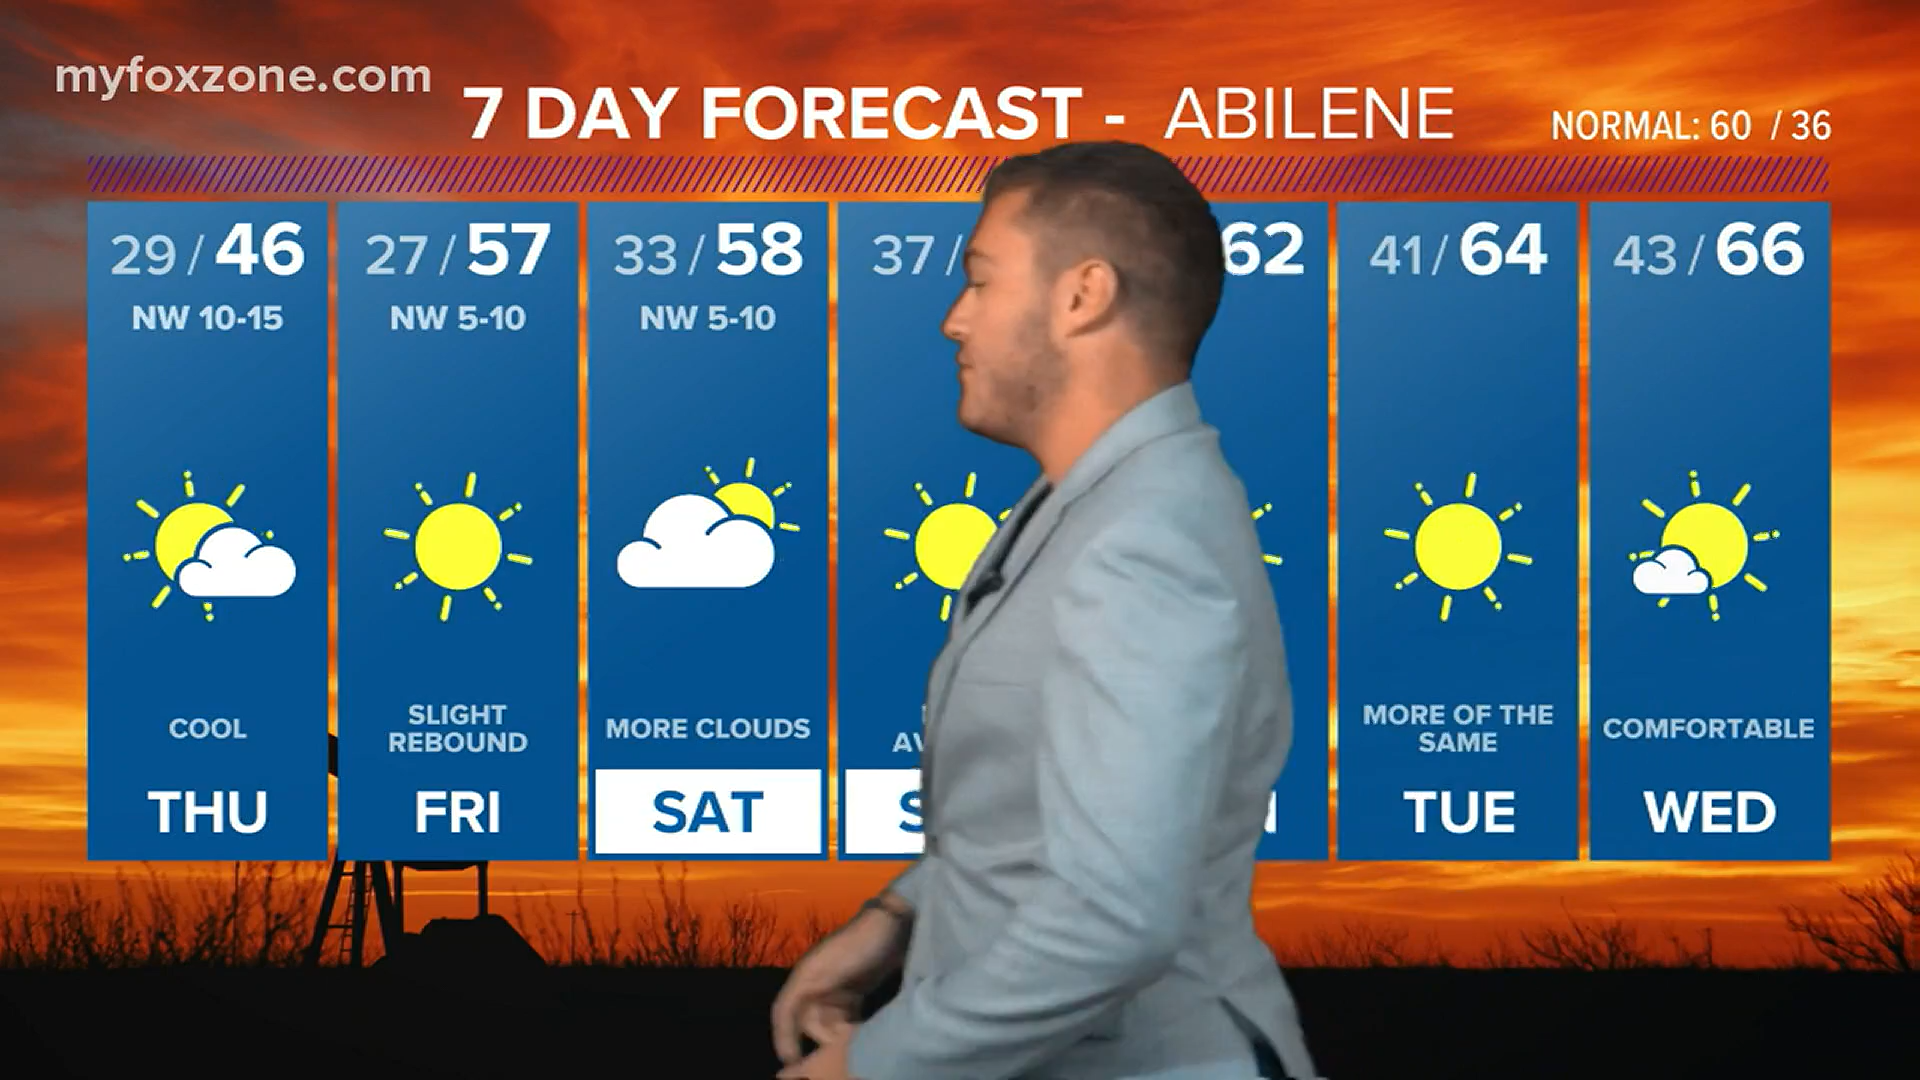 myfoxzone.com
7 DAY FORECAST - ABILENE
NORMAL: 60 / 36
29 / 46
NW 10-15
COOL
THU
27 / 57
NW 5-10
SLIGHT
REBOUND
FRI
33 / 58
NW 5-10
MORE CLOUDS
SAT
37 /
62
41 / 64
MORE OF THE
SAME
TUE
43 / 66
COMFORTABLE
WED